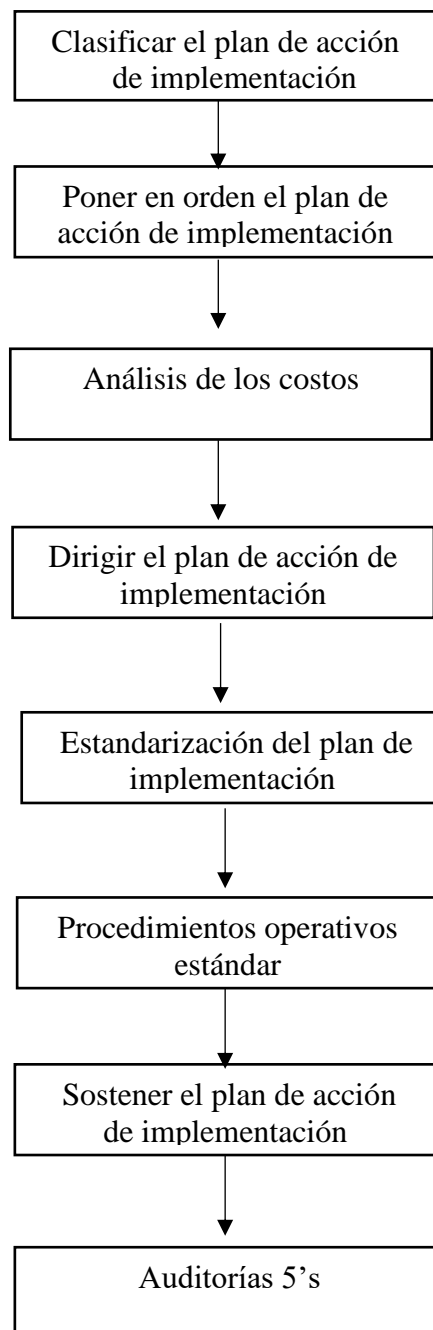 Clasificar el plan de acción
de implementación
Poner en orden el plan de
acción de implementación
Análisis de los costos
Dirigir el plan de acción de
implementación
Estandarización del plan de
implementación
Procedimientos operativos
estándar
Sostener el plan de acción
de implementación
Auditorías 5’s